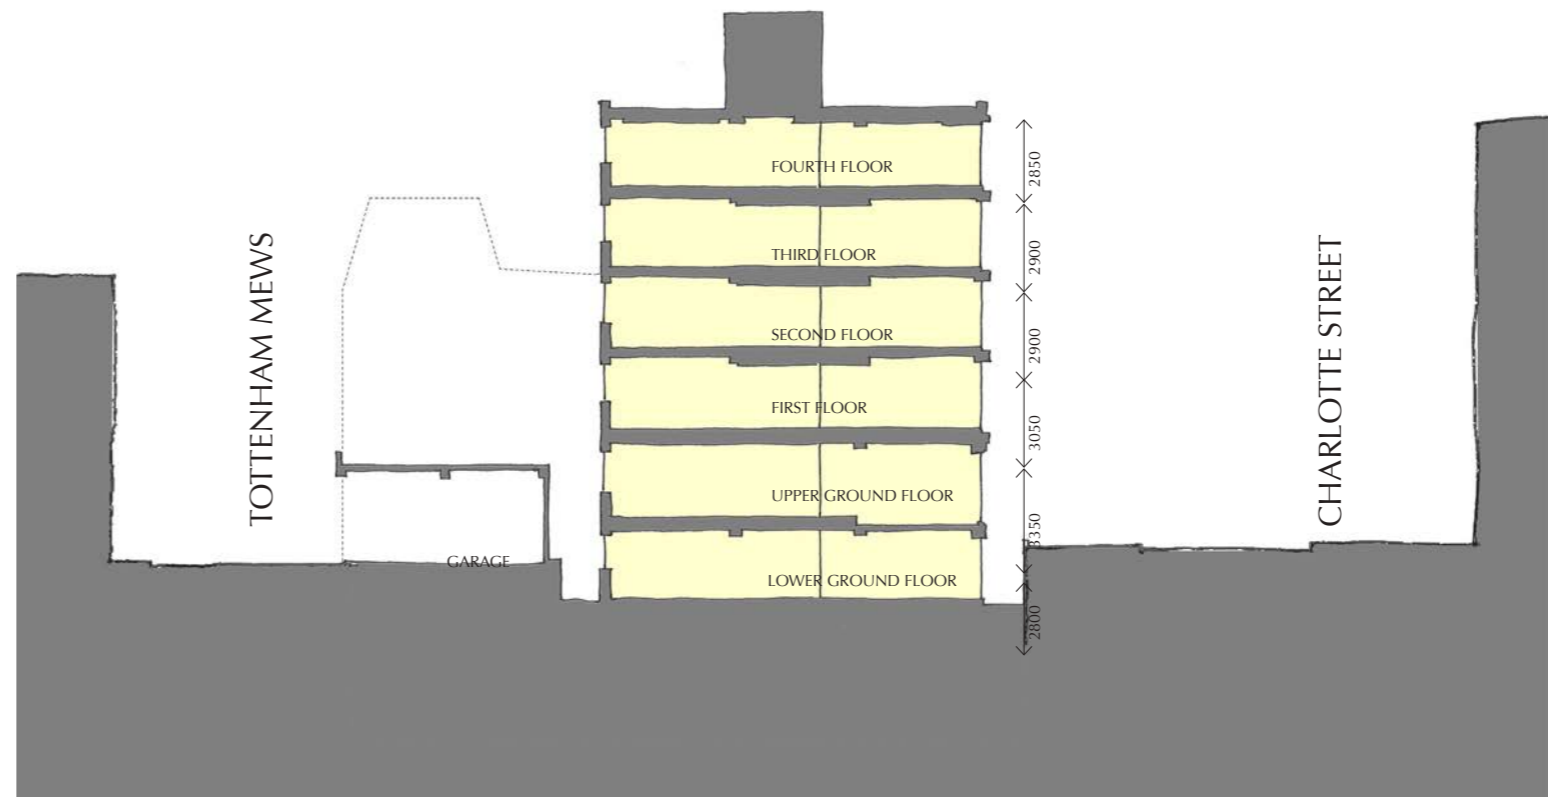 FOURTH FLOOR
2850
THIRD FLOOR
2900
SECOND FLOOR
2900
FIRST FLOOR
3050
UPPER GROUND FLOOR
3350
LOWER GROUND FLOOR
2800
GARAGE
TOTTENHAM MEWS
CHARLOTTE STREET